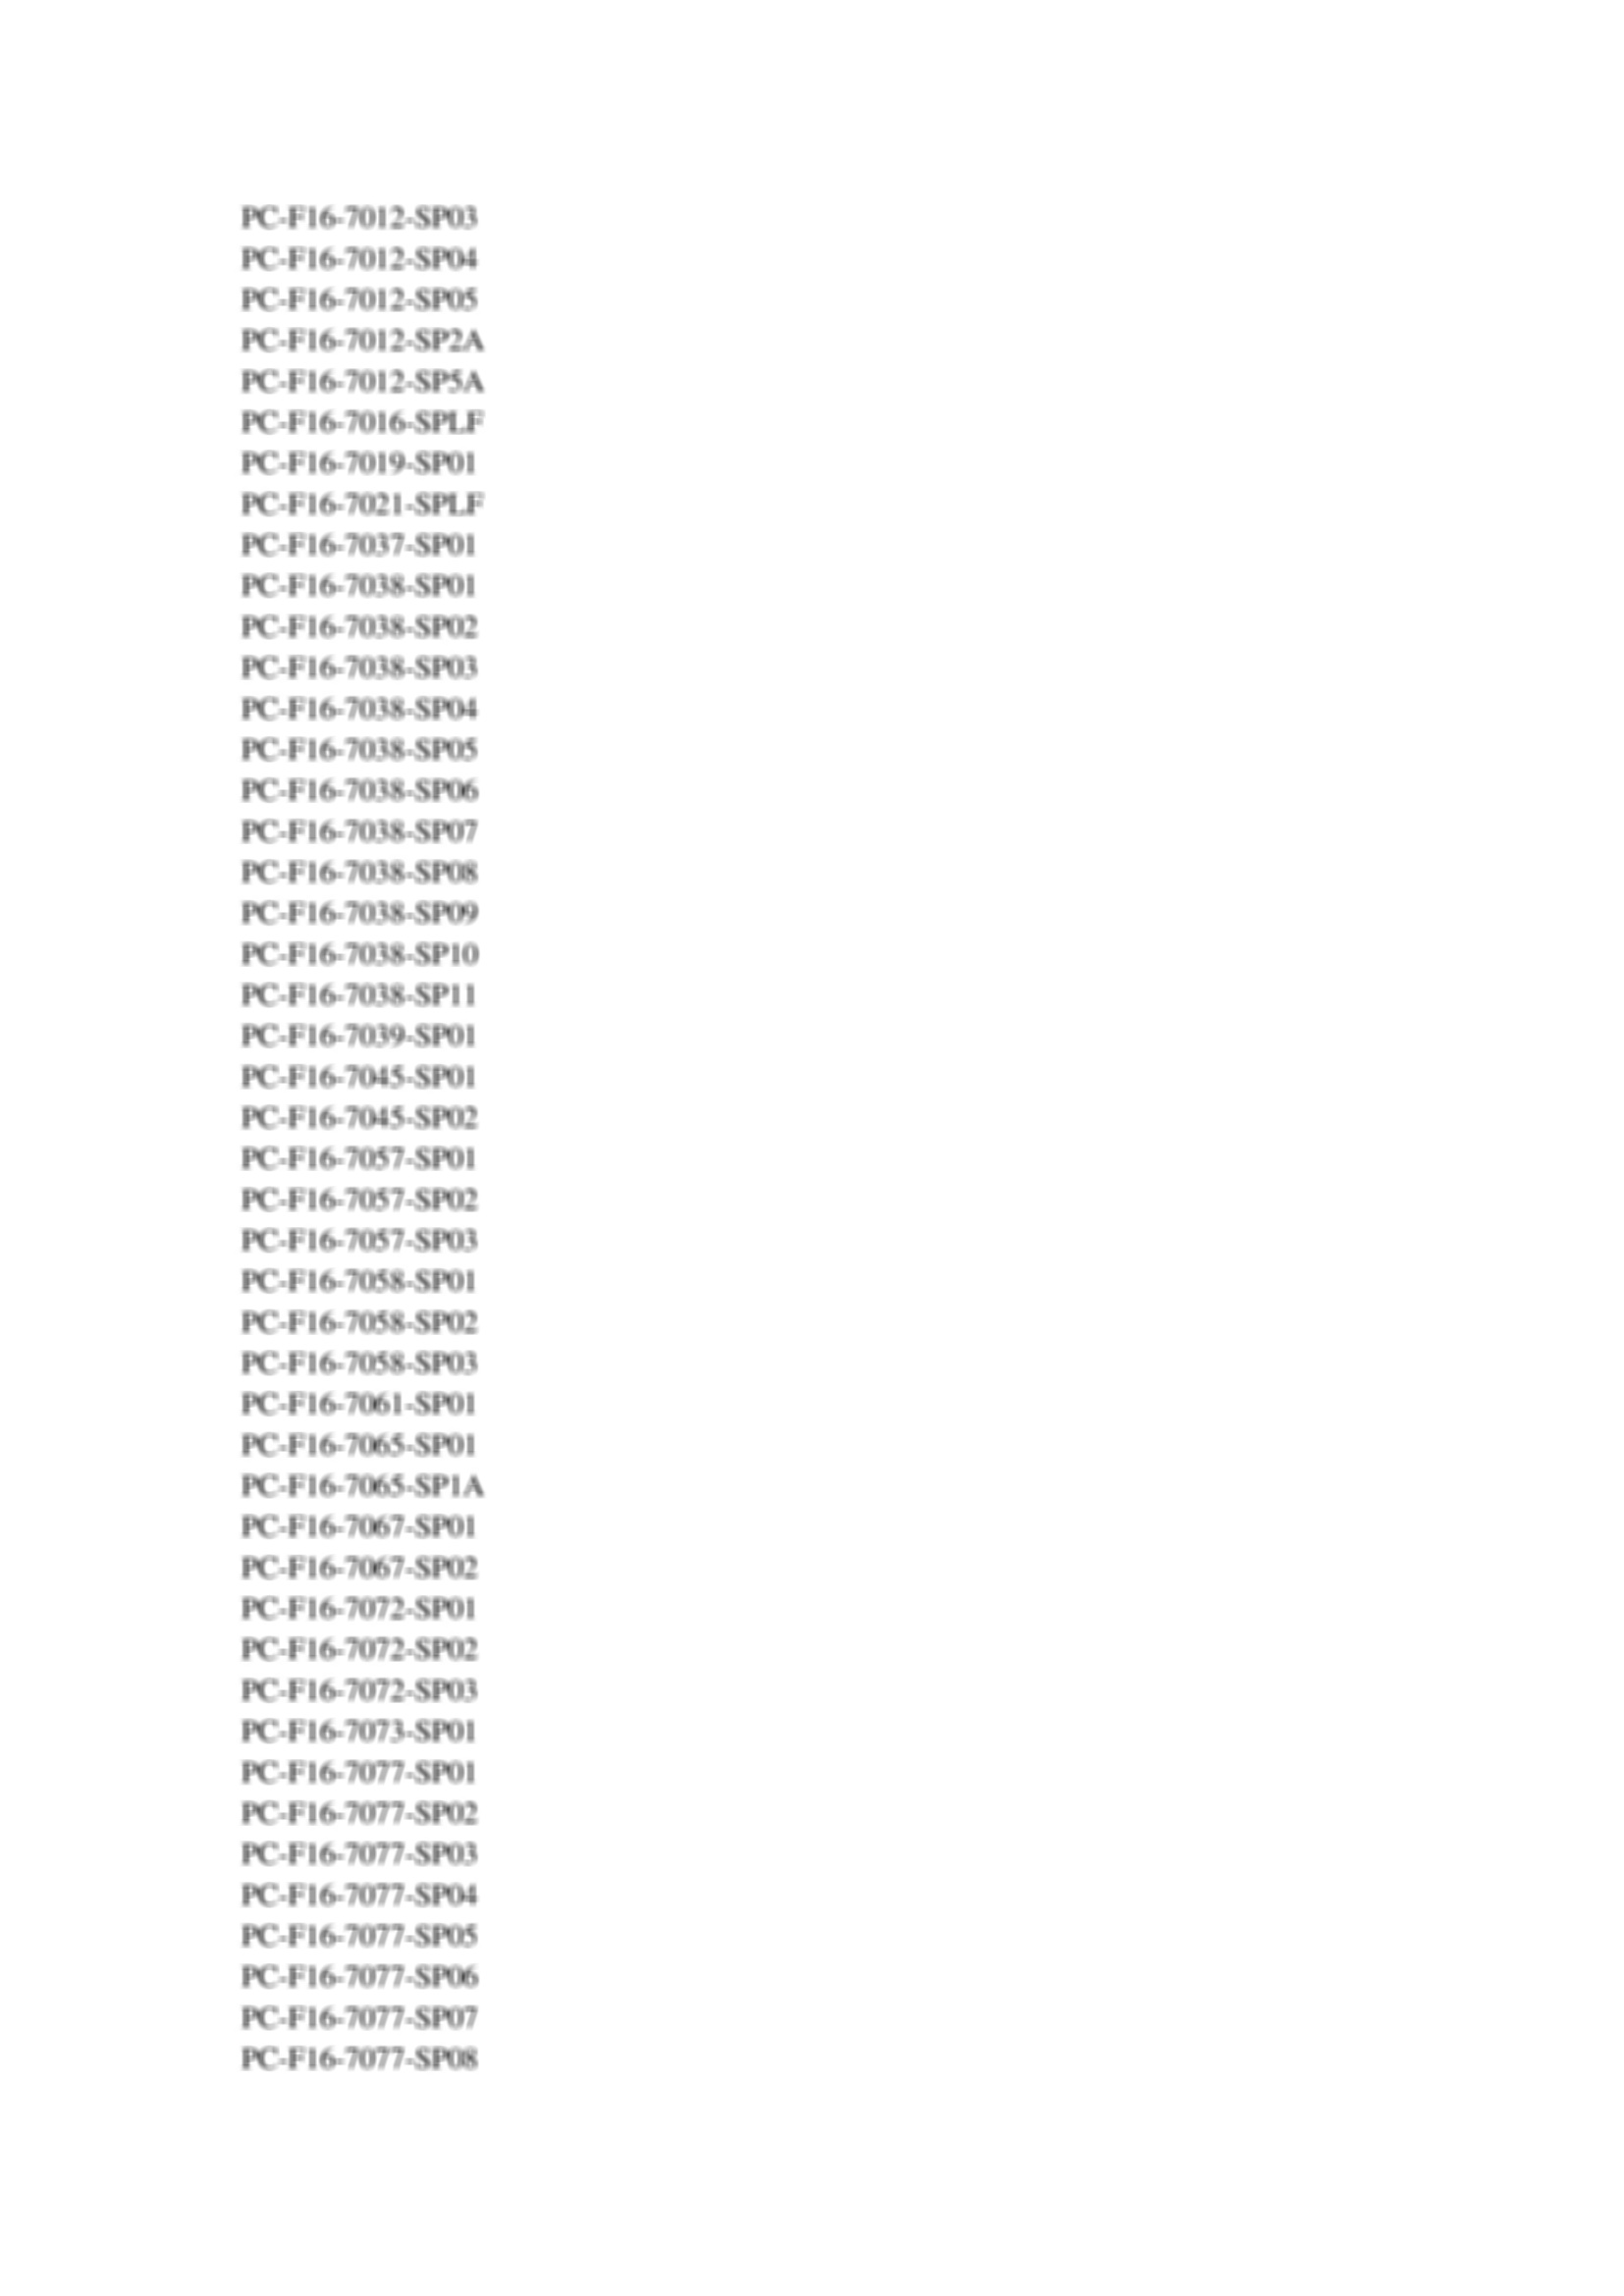 PC-F16-7012-SP03
PC-F16-7012-SP04
PC-F16-7012-SP05
PC-F16-7012-SP2A
PC-F16-7012-SP5A
PC-F16-7016-SPLF
PC-F16-7019-SP01
PC-F16-7021-SPLF
PC-F16-7037-SP01
PC-F16-7038-SP01
PC-F16-7038-SP02
PC-F16-7038-SP03
PC-F16-7038-SP04
PC-F16-7038-SP05
PC-F16-7038-SP06
PC-F16-7038-SP07
PC-F16-7038-SP08
PC-F16-7038-SP09
PC-F16-7038-SP10
PC-F16-7038-SP11
PC-F16-7039-SP01
PC-F16-7045-SP01
PC-F16-7045-SP02
PC-F16-7057-SP01
PC-F16-7057-SP02
PC-F16-7057-SP03
PC-F16-7058-SP01
PC-F16-7058-SP02
PC-F16-7058-SP03
PC-F16-7061-SP01
PC-F16-7065-SP01
PC-F16-7065-SP1A
PC-F16-7067-SP01
PC-F16-7067-SP02
PC-F16-7072-SP01
PC-F16-7072-SP02
PC-F16-7072-SP03
PC-F16-7073-SP01
PC-F16-7077-SP01
PC-F16-7077-SP02
PC-F16-7077-SP03
PC-F16-7077-SP04
PC-F16-7077-SP05
PC-F16-7077-SP06
PC-F16-7077-SP07
PC-F16-7077-SP08